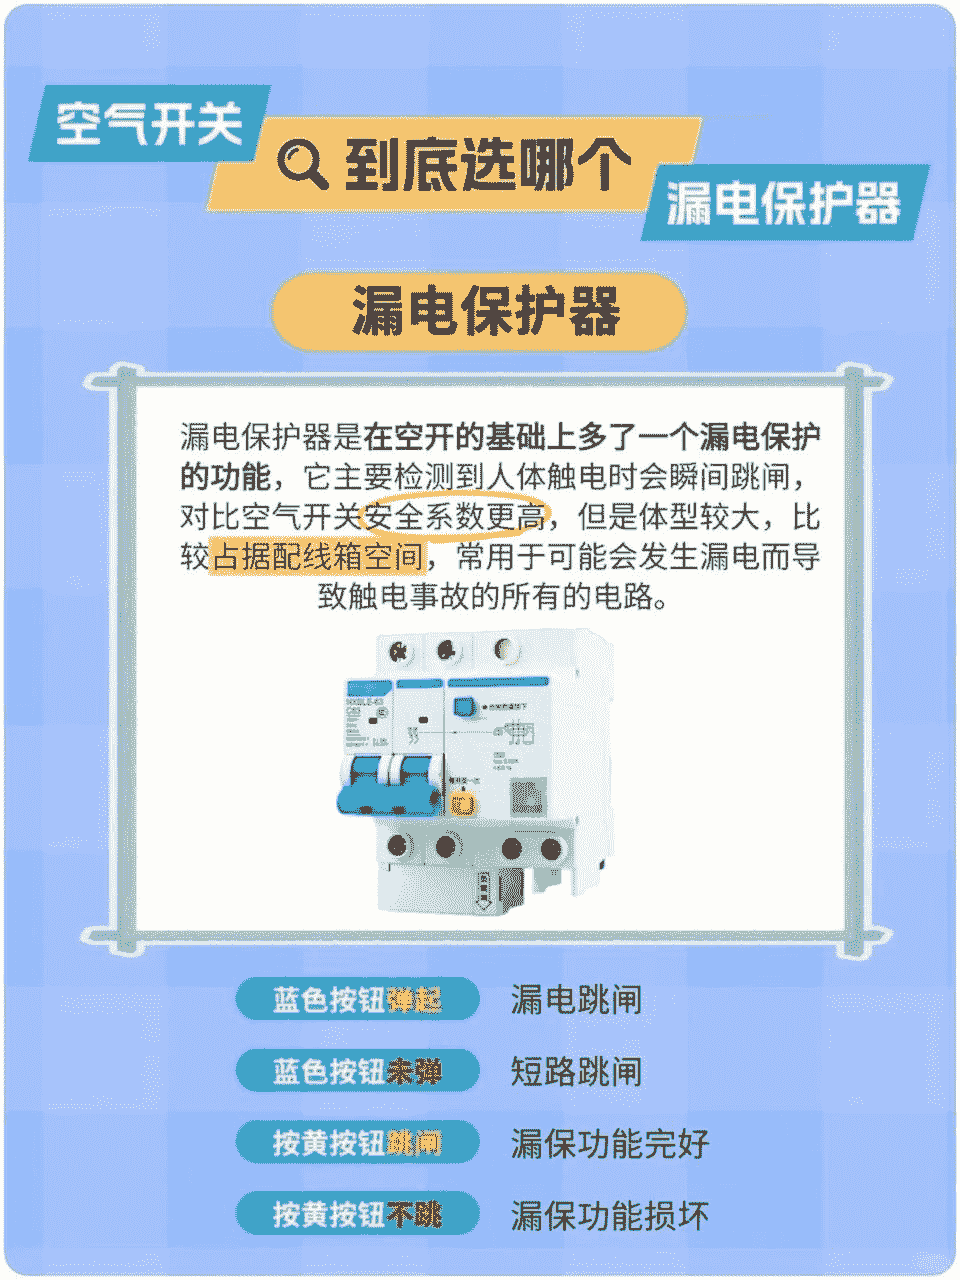 空气开关
到底选哪个
漏电保护器
漏电保护器
漏电保护器是在空开的基础上多了一个漏电保护
的功能，它主要检测到人体触电时会瞬间跳闸，
对比空气开关安全系数更高，但是体型较大，比
较占据配线箱空间，常用于可能会发生漏电而导
致触电事故的所有的电路。
蓝色按钮弹起 漏电跳闸
蓝色按钮未弹 短路跳闸
按黄按钮跳闸 漏保功能完好
按黄按钮不跳 漏保功能损坏